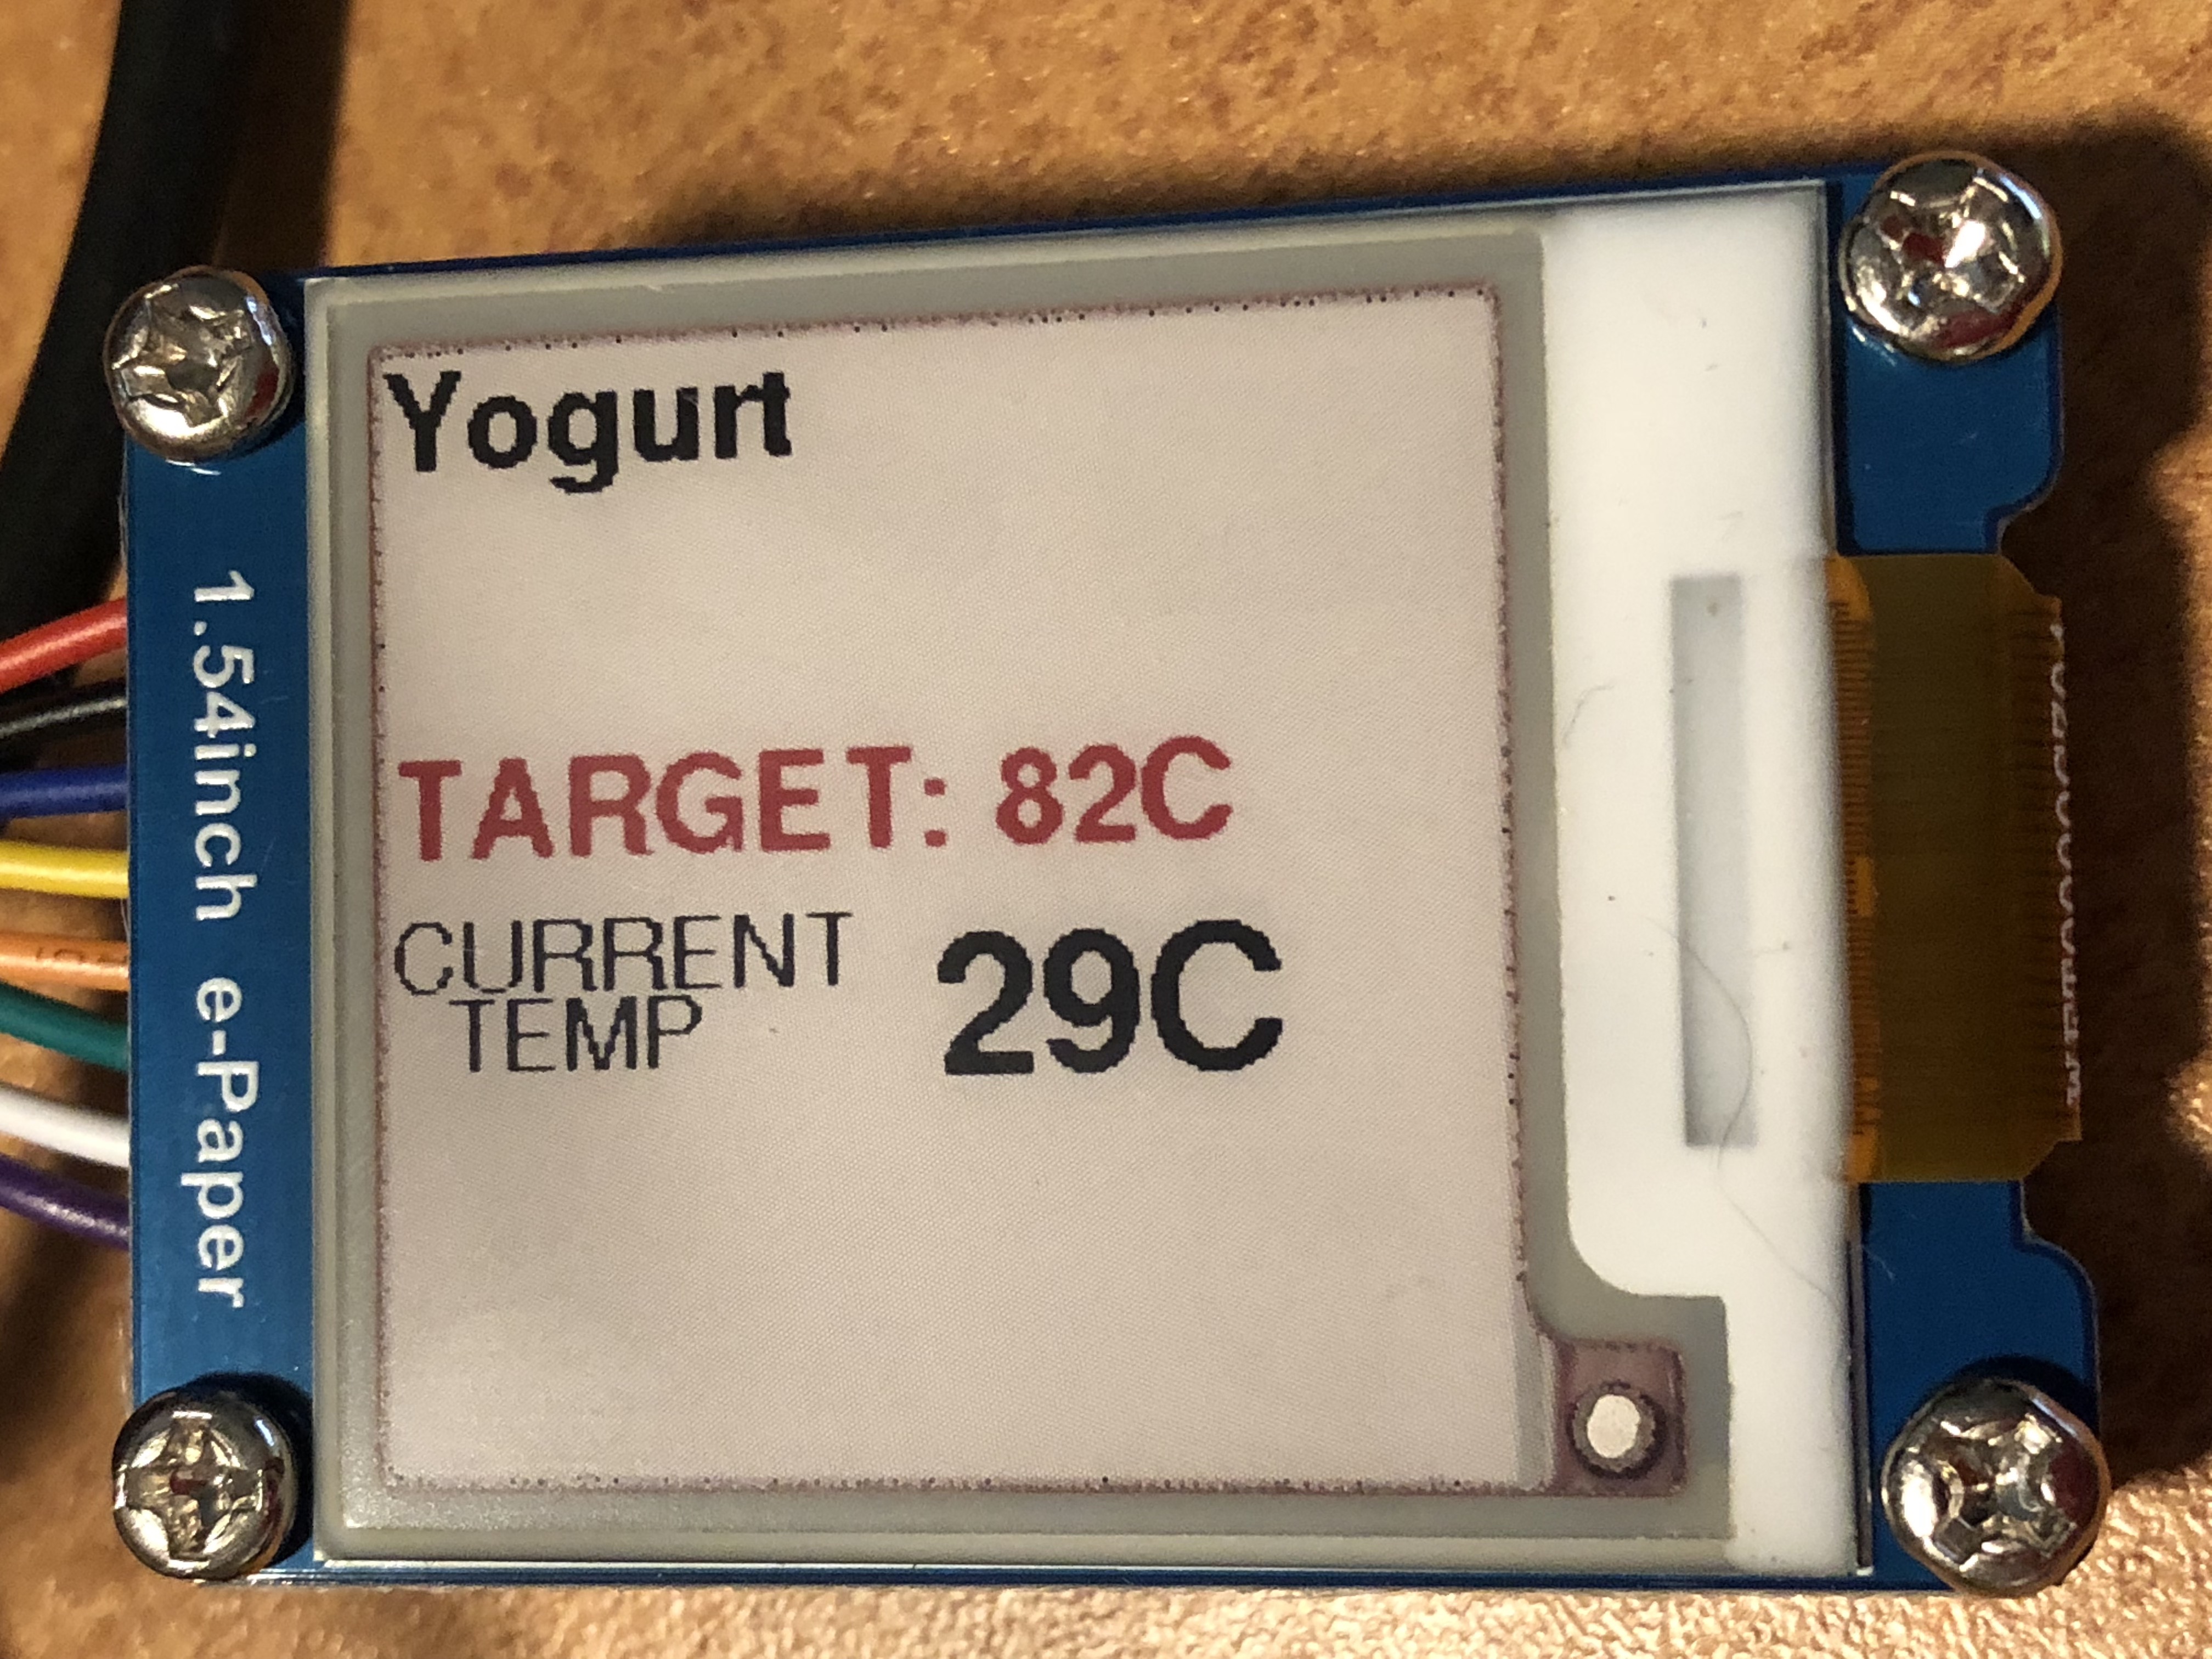 Yogurt
TARGET: 82C
CURRENT
TEMP
29C
1.54inch e-Paper